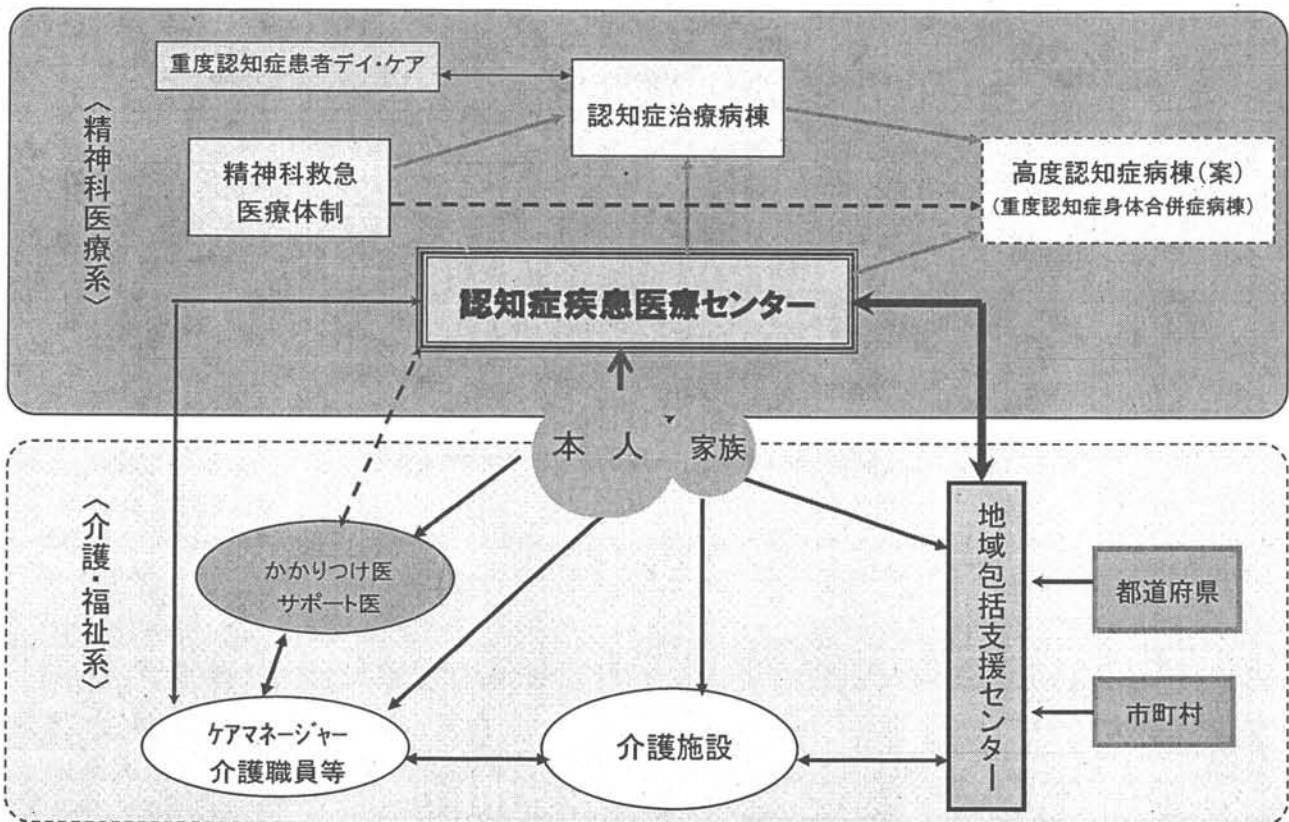 〈精神科医療系〉
重度認知症患者デイ・ケア
認知症治療病棟
精神科救急
医療体制
高度認知症病棟(案)
(重度認知症身体合併症病棟)
認知症疾患医療センター
本 人
家族
〈介護・福祉系〉
かかりつけ医
サポート医
ケアマネージャー
介護職員等
介護施設
地域包括支援センター
都道府県
市町村